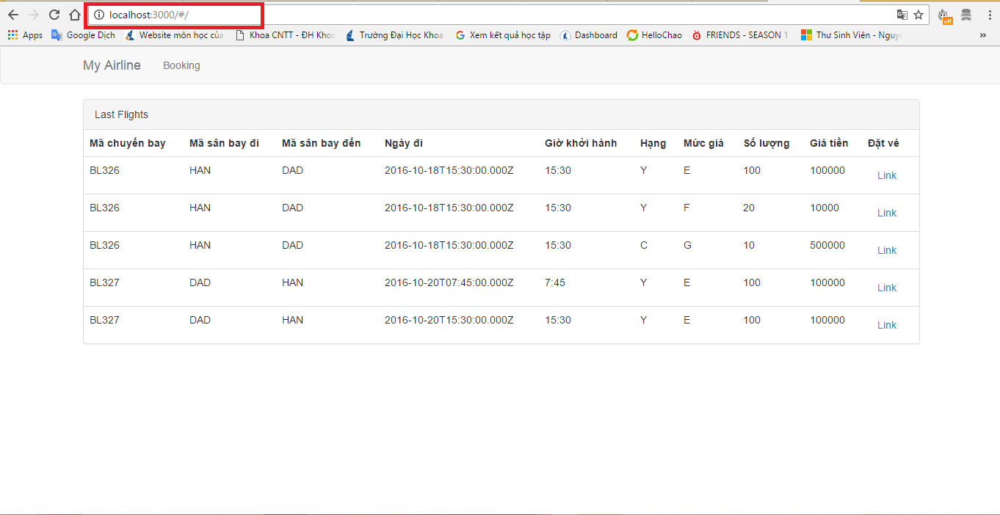 localhost:3000/#/
off
Apps Google Dịch Website môn học của Khoa CNTT - ĐH Khoa Trường Đại Học Khoa Xem kết quả học tập Dashboard HelloChao FRIENDS - SEASON 1 Thư Sinh Viên - Nguy »
My Airline Booking
Last Flights
Mã chuyến bay Mã sân bay đi Mã sân bay đến Ngày đi Giờ khởi hành Hạng Mức giá Số lượng Giá tiền Đặt vé
BL326 HAN DAD 2016-10-18T15:30:00.000Z 15:30 Y E 100 100000 Link
BL326 HAN DAD 2016-10-18T15:30:00.000Z 15:30 Y F 20 10000 Link
BL326 HAN DAD 2016-10-18T15:30:00.000Z 15:30 C G 10 500000 Link
BL327 DAD HAN 2016-10-20T07:45:00.000Z 7:45 Y E 100 100000 Link
BL327 DAD HAN 2016-10-20T15:30:00.000Z 15:30 Y E 100 100000 Link